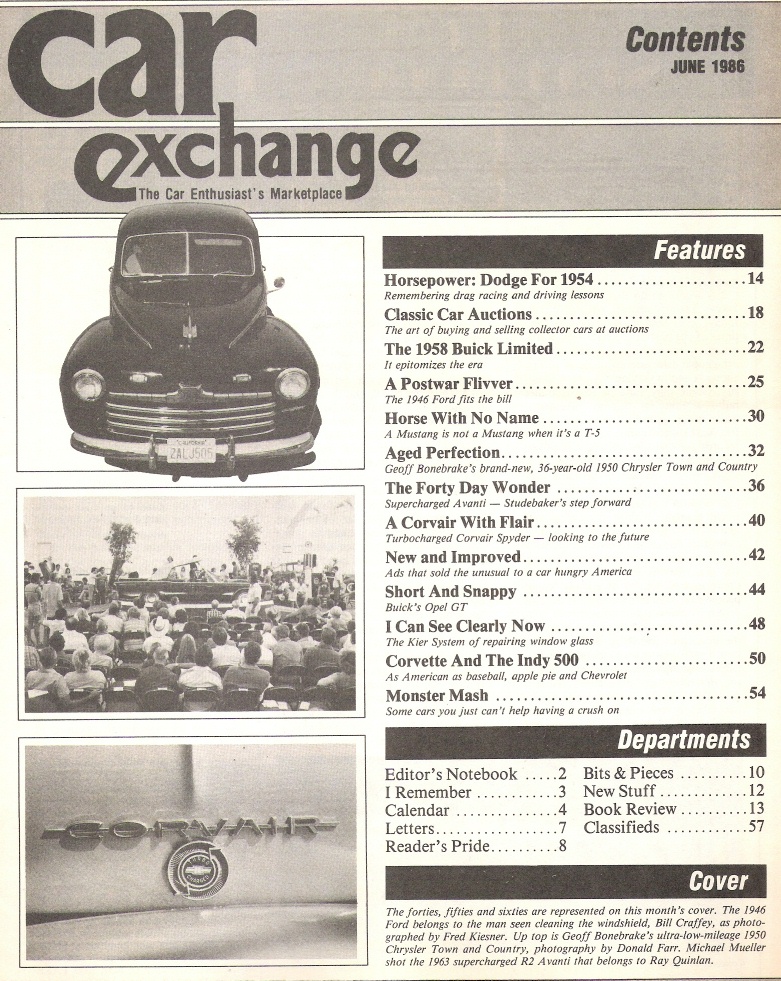 car
exchange
The Car Enthusiast's Marketplace
Contents
JUNE 1986
2ALJ505
CORVAIR
Features
Horsepower: Dodge For 1954 ..........14
Remembering drag racing and driving lessons
Classic Car Auctions ..........18
The art of buying and selling collector cars at auctions
The 1958 Buick Limited ..........22
It epitomizes the era
A Postwar Flivver ..........25
The 1946 Ford fits the bill
Horse With No Name ..........30
A Mustang is not a Mustang when it's a T-5
Aged Perfection ..........32
Geoff Bonebrake's brand-new, 36-year-old 1950 Chrysler Town and Country
The Forty Day Wonder ..........36
Supercharged Avanti — Studebaker's step forward
A Corvair With Flair ..........40
Turbocharged Corvair Spyder — looking to the future
New and Improved ..........42
Ads that sold the unusual to a car hungry America
Short And Snappy ..........44
Buick's Opel GT
I Can See Clearly Now ..........48
The Kier System of repairing window glass
Corvette And The Indy 500 ..........50
As American as baseball, apple pie and Chevrolet
Monster Mash ..........54
Some cars you just can't help having a crush on
Departments
Editor's Notebook .....2
I Remember ..........3
Calendar ..........4
Letters ..........7
Reader's Pride ..........8
Bits & Pieces ..........10
New Stuff ..........12
Book Review ..........13
Classifieds ..........57
Cover
The forties, fifties and sixties are represented on this month's cover. The 1946
Ford belongs to the man seen cleaning the windshield, Bill Craffey, as photo-
graphed by Fred Kiesner. Up top is Geoff Bonebrake's ultra-low-mileage 1950
Chrysler Town and Country, photography by Donald Farr. Michael Mueller
shot the 1963 supercharged R2 Avanti that belongs to Ray Quinlan.